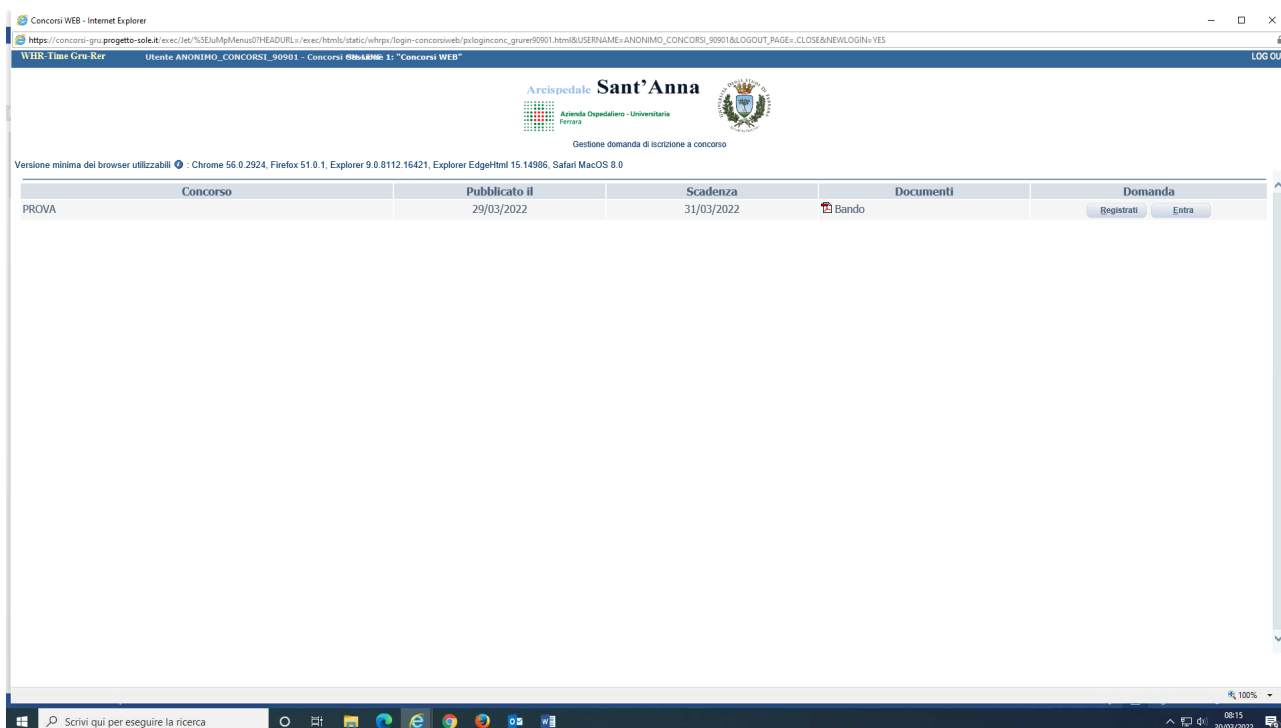 Concorsi WEB - Internet Explorer
https://concorsi-gru.progetto-sole.it/exec/Jet/%5EJuMpMenus0?HEADURL=/exec/htmls/static/whrpx/login-concorsiweb/pxloginconc_grurer90901.html&USERNAME=ANONIMO_CONCORSI_90901&LOGOUT_PAGE=.CLOSE&NEWLOGIN=YES
WHR-Time Gru-Rer Utente ANONIMO_CONCORSI_90901 - Concorsi 1: "Concorsi WEB" LOG OU
Arcispedale Sant'Anna
Azienda Ospedaliero - Universitaria
Ferrara
Gestione domanda di iscrizione a concorso
Versione minima dei browser utilizzabili : Chrome 56.0.2924, Firefox 51.0.1, Explorer 9.0.8112.16421, Explorer EdgeHtml 15.14986, Safari MacOS 8.0
Concorso Pubblicato il Scadenza Documenti Domanda
PROVA 29/03/2022 31/03/2022 Bando Registrati Entra
100%
Scrivi qui per eseguire la ricerca 08:15
30/03/2022